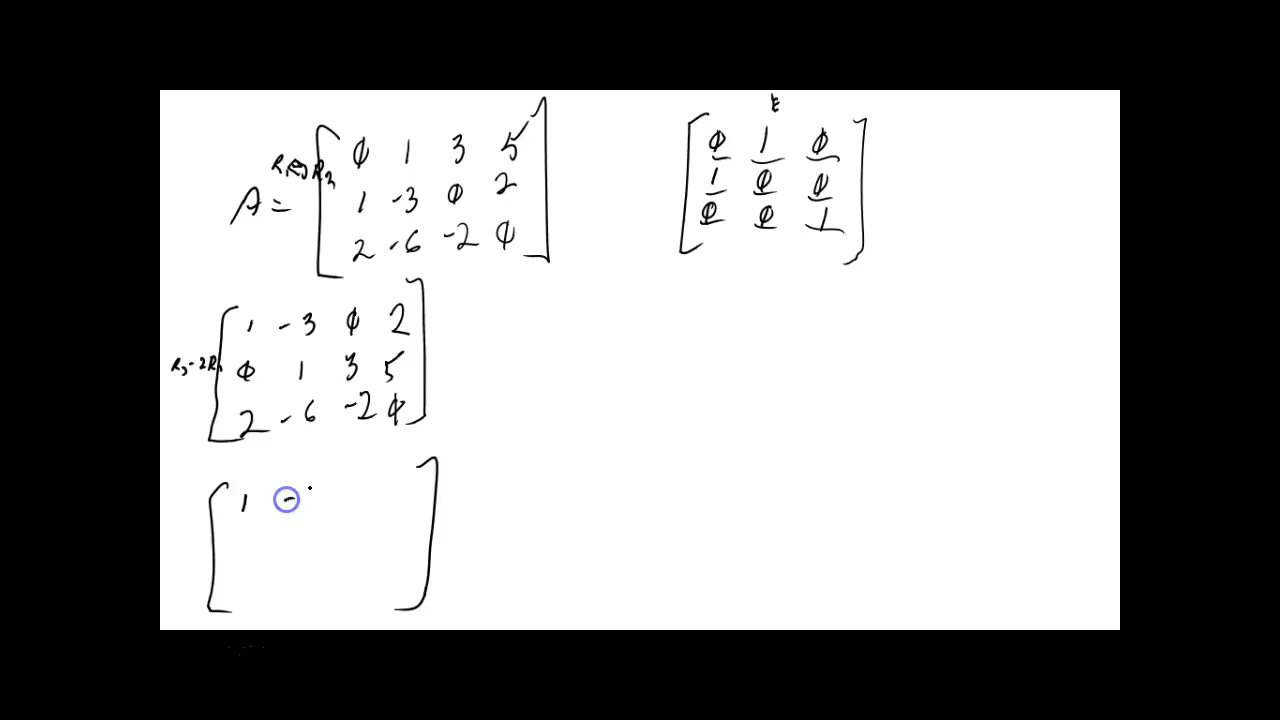 A = R₁⇄R₂ [ 0 1 3 5
1 -3 0 2
2 -6 -2 0 ]
E
[ 0 1 0
1 0 0
0 0 1 ]
R₃-2R₁ [ 1 -3 0 2
0 1 3 5
2 -6 -2 0 ]
[ 1 - ]